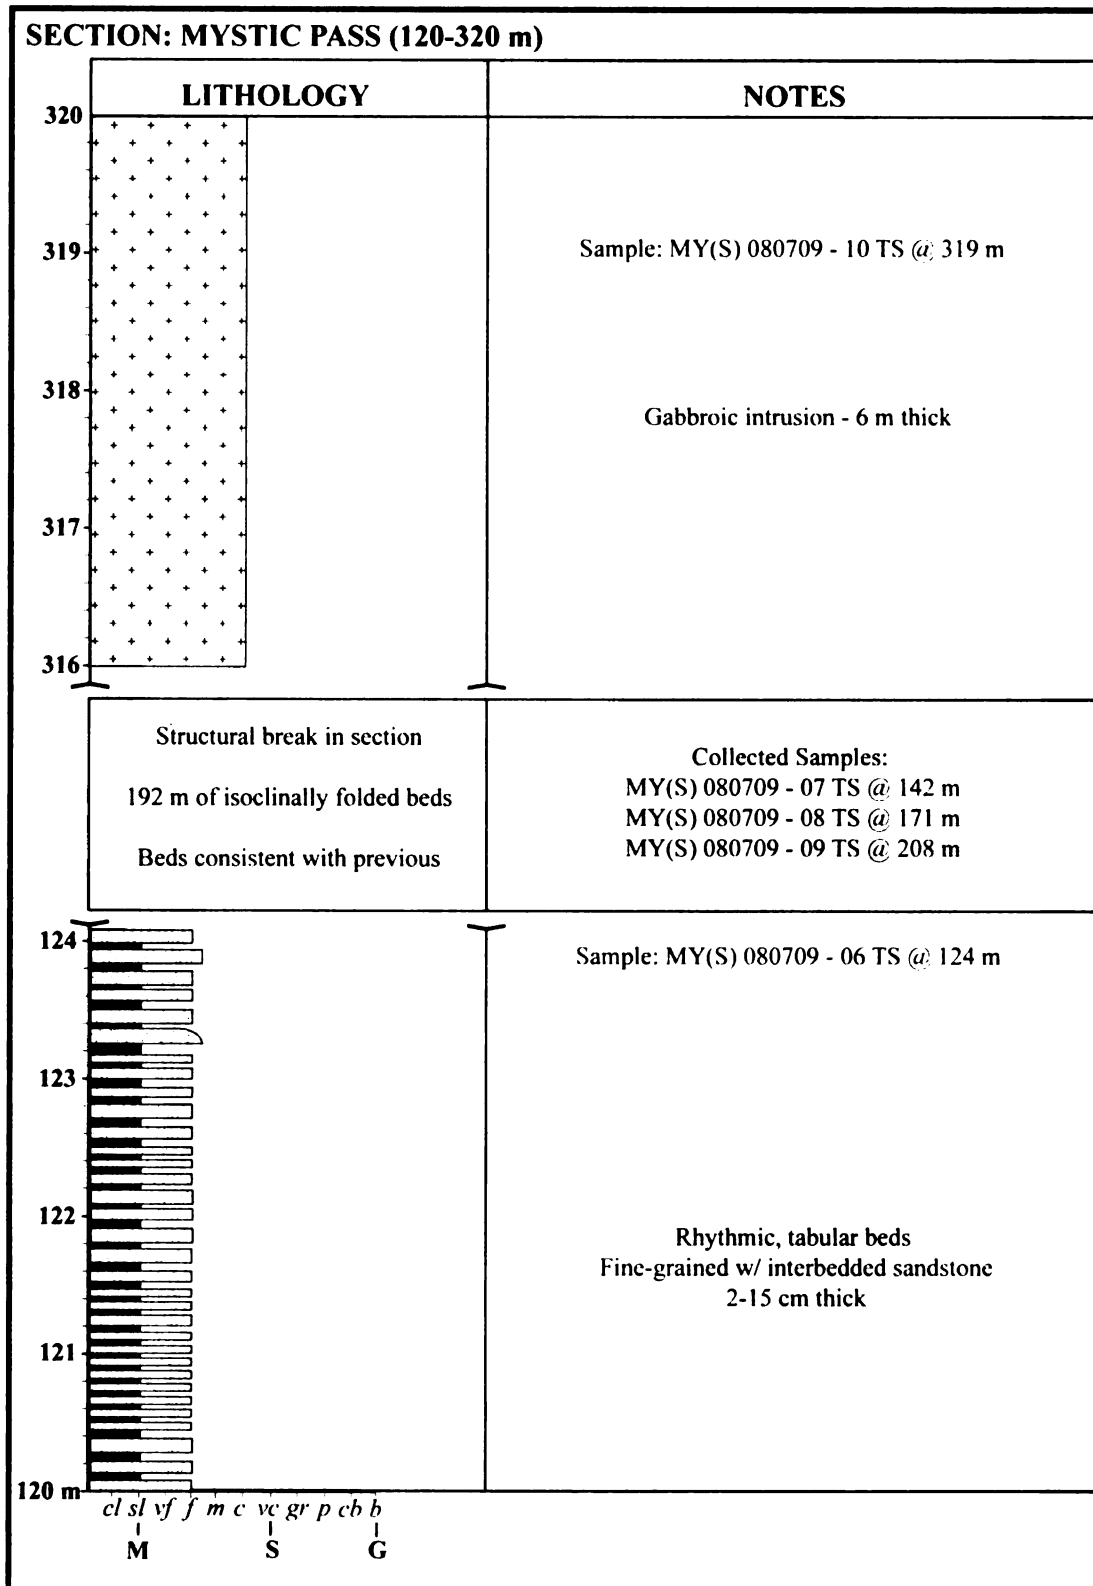 SECTION: MYSTIC PASS (120-320 m)
LITHOLOGY
NOTES
320
319
Sample: MY(S) 080709 - 10 TS @ 319 m
318
Gabbroic intrusion - 6 m thick
317
316
Structural break in section
192 m of isoclinally folded beds
Beds consistent with previous
Collected Samples:
MY(S) 080709 - 07 TS @ 142 m
MY(S) 080709 - 08 TS @ 171 m
MY(S) 080709 - 09 TS @ 208 m
124
Sample: MY(S) 080709 - 06 TS @ 124 m
123
122
Rhythmic, tabular beds
Fine-grained w/ interbedded sandstone
2-15 cm thick
121
120 m
cl sl vf f m c vc gr p cb b
M S G